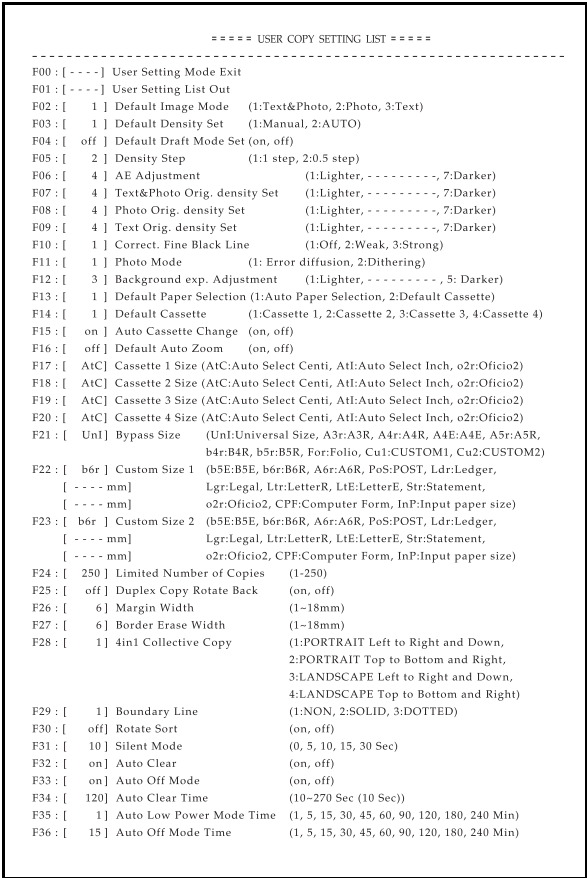 ===== USER COPY SETTING LIST =====
F00 : [ - - - - ] User Setting Mode Exit
F01 : [ - - - - ] User Setting List Out
F02 : [ 1 ] Default Image Mode (1:Text&Photo, 2:Photo, 3:Text)
F03 : [ 1 ] Default Density Set (1:Manual, 2:AUTO)
F04 : [ off ] Default Draft Mode Set (on, off)
F05 : [ 2 ] Density Step (1:1 step, 2:0.5 step)
F06 : [ 4 ] AE Adjustment (1:Lighter, - - - - - - - - -, 7:Darker)
F07 : [ 4 ] Text&Photo Orig. density Set (1:Lighter, - - - - - - - - -, 7:Darker)
F08 : [ 4 ] Photo Orig. density Set (1:Lighter, - - - - - - - - -, 7:Darker)
F09 : [ 4 ] Text Orig. density Set (1:Lighter, - - - - - - - - -, 7:Darker)
F10 : [ 1 ] Correct. Fine Black Line (1:Off, 2:Weak, 3:Strong)
F11 : [ 1 ] Photo Mode (1: Error diffusion, 2:Dithering)
F12 : [ 3 ] Background exp. Adjustment (1:Lighter, - - - - - - - - - , 5: Darker)
F13 : [ 1 ] Default Paper Selection (1:Auto Paper Selection, 2:Default Cassette)
F14 : [ 1 ] Default Cassette (1:Cassette 1, 2:Cassette 2, 3:Cassette 3, 4:Cassette 4)
F15 : [ on ] Auto Cassette Change (on, off)
F16 : [ off ] Default Auto Zoom (on, off)
F17 : [ AtC] Cassette 1 Size (AtC:Auto Select Centi, AtI:Auto Select Inch, o2r:Oficio2)
F18 : [ AtC] Cassette 2 Size (AtC:Auto Select Centi, AtI:Auto Select Inch, o2r:Oficio2)
F19 : [ AtC] Cassette 3 Size (AtC:Auto Select Centi, AtI:Auto Select Inch, o2r:Oficio2)
F20 : [ AtC] Cassette 4 Size (AtC:Auto Select Centi, AtI:Auto Select Inch, o2r:Oficio2)
F21 : [ UnI ] Bypass Size (UnI:Universal Size, A3r:A3R, A4r:A4R, A4E:A4E, A5r:A5R,
b4r:B4R, b5r:B5R, For:Folio, Cu1:CUSTOM1, Cu2:CUSTOM2)
F22 : [ b6r ] Custom Size 1 (b5E:B5E, b6r:B6R, A6r:A6R, PoS:POST, Ldr:Ledger,
[ - - - - mm] Lgr:Legal, Ltr:LetterR, LtE:LetterE, Str:Statement,
[ - - - - mm] o2r:Oficio2, CPF:Computer Form, InP:Input paper size)
F23 : [ b6r ] Custom Size 2 (b5E:B5E, b6r:B6R, A6r:A6R, PoS:POST, Ldr:Ledger,
[ - - - - mm] Lgr:Legal, Ltr:LetterR, LtE:LetterE, Str:Statement,
[ - - - - mm] o2r:Oficio2, CPF:Computer Form, InP:Input paper size)
F24 : [ 250 ] Limited Number of Copies (1-250)
F25 : [ off ] Duplex Copy Rotate Back (on, off)
F26 : [ 6 ] Margin Width (1~18mm)
F27 : [ 6 ] Border Erase Width (1~18mm)
F28 : [ 1 ] 4in1 Collective Copy (1:PORTRAIT Left to Right and Down,
2:PORTRAIT Top to Bottom and Right,
3:LANDSCAPE Left to Right and Down,
4:LANDSCAPE Top to Bottom and Right)
F29 : [ 1 ] Boundary Line (1:NON, 2:SOLID, 3:DOTTED)
F30 : [ off] Rotate Sort (on, off)
F31 : [ 10 ] Silent Mode (0, 5, 10, 15, 30 Sec)
F32 : [ on ] Auto Clear (on, off)
F33 : [ on ] Auto Off Mode (on, off)
F34 : [ 120] Auto Clear Time (10~270 Sec (10 Sec))
F35 : [ 1 ] Auto Low Power Mode Time (1, 5, 15, 30, 45, 60, 90, 120, 180, 240 Min)
F36 : [ 15 ] Auto Off Mode Time (1, 5, 15, 30, 45, 60, 90, 120, 180, 240 Min)